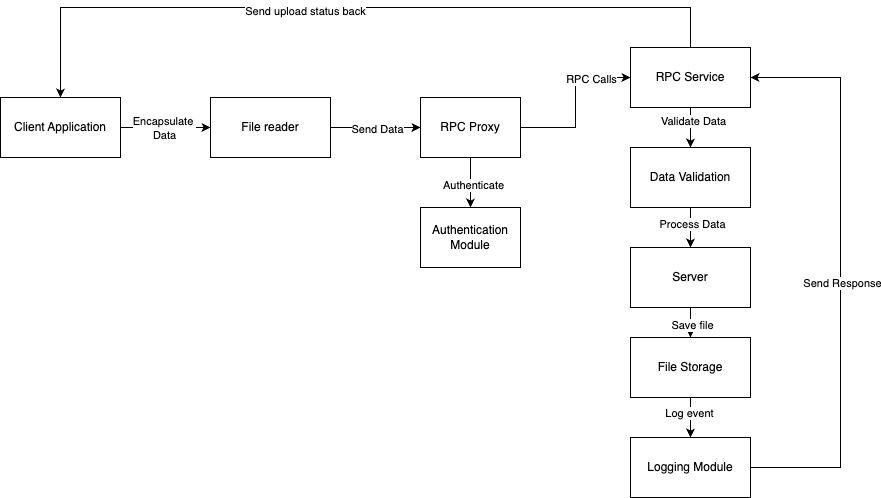 Send upload status back
RPC Service
RPC Calls
Client Application
Encapsulate
Data
File reader
Send Data
RPC Proxy
Validate Data
Data Validation
Authenticate
Authentication
Module
Process Data
Server
Send Response
Save file
File Storage
Log event
Logging Module